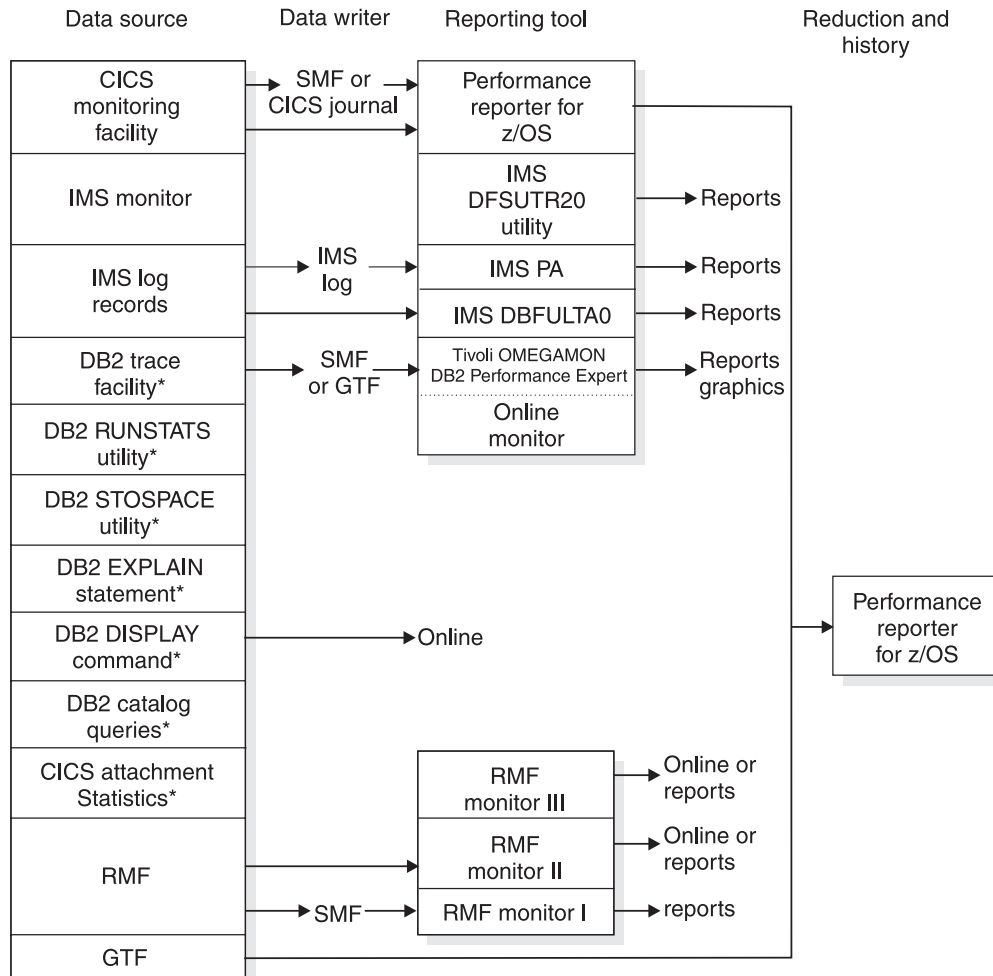 Data source
Data writer
Reporting tool
Reduction and
history
CICS
monitoring
facility
SMF or
CICS journal
Performance
reporter for
z/OS
IMS monitor
IMS
DFSUTR20
utility
Reports
IMS log
records
IMS
log
IMS PA
Reports
IMS DBFULTA0
Reports
DB2 trace
facility*
SMF
or GTF
Tivoli OMEGAMON
DB2 Performance Expert
Reports
graphics
Online
monitor
DB2 RUNSTATS
utility*
DB2 STOSPACE
utility*
DB2 EXPLAIN
statement*
DB2 DISPLAY
command*
Online
Performance
reporter
for z/OS
DB2 catalog
queries*
CICS attachment
Statistics*
RMF
monitor III
Online or
reports
RMF
RMF
monitor II
Online or
reports
SMF
RMF monitor I
reports
GTF